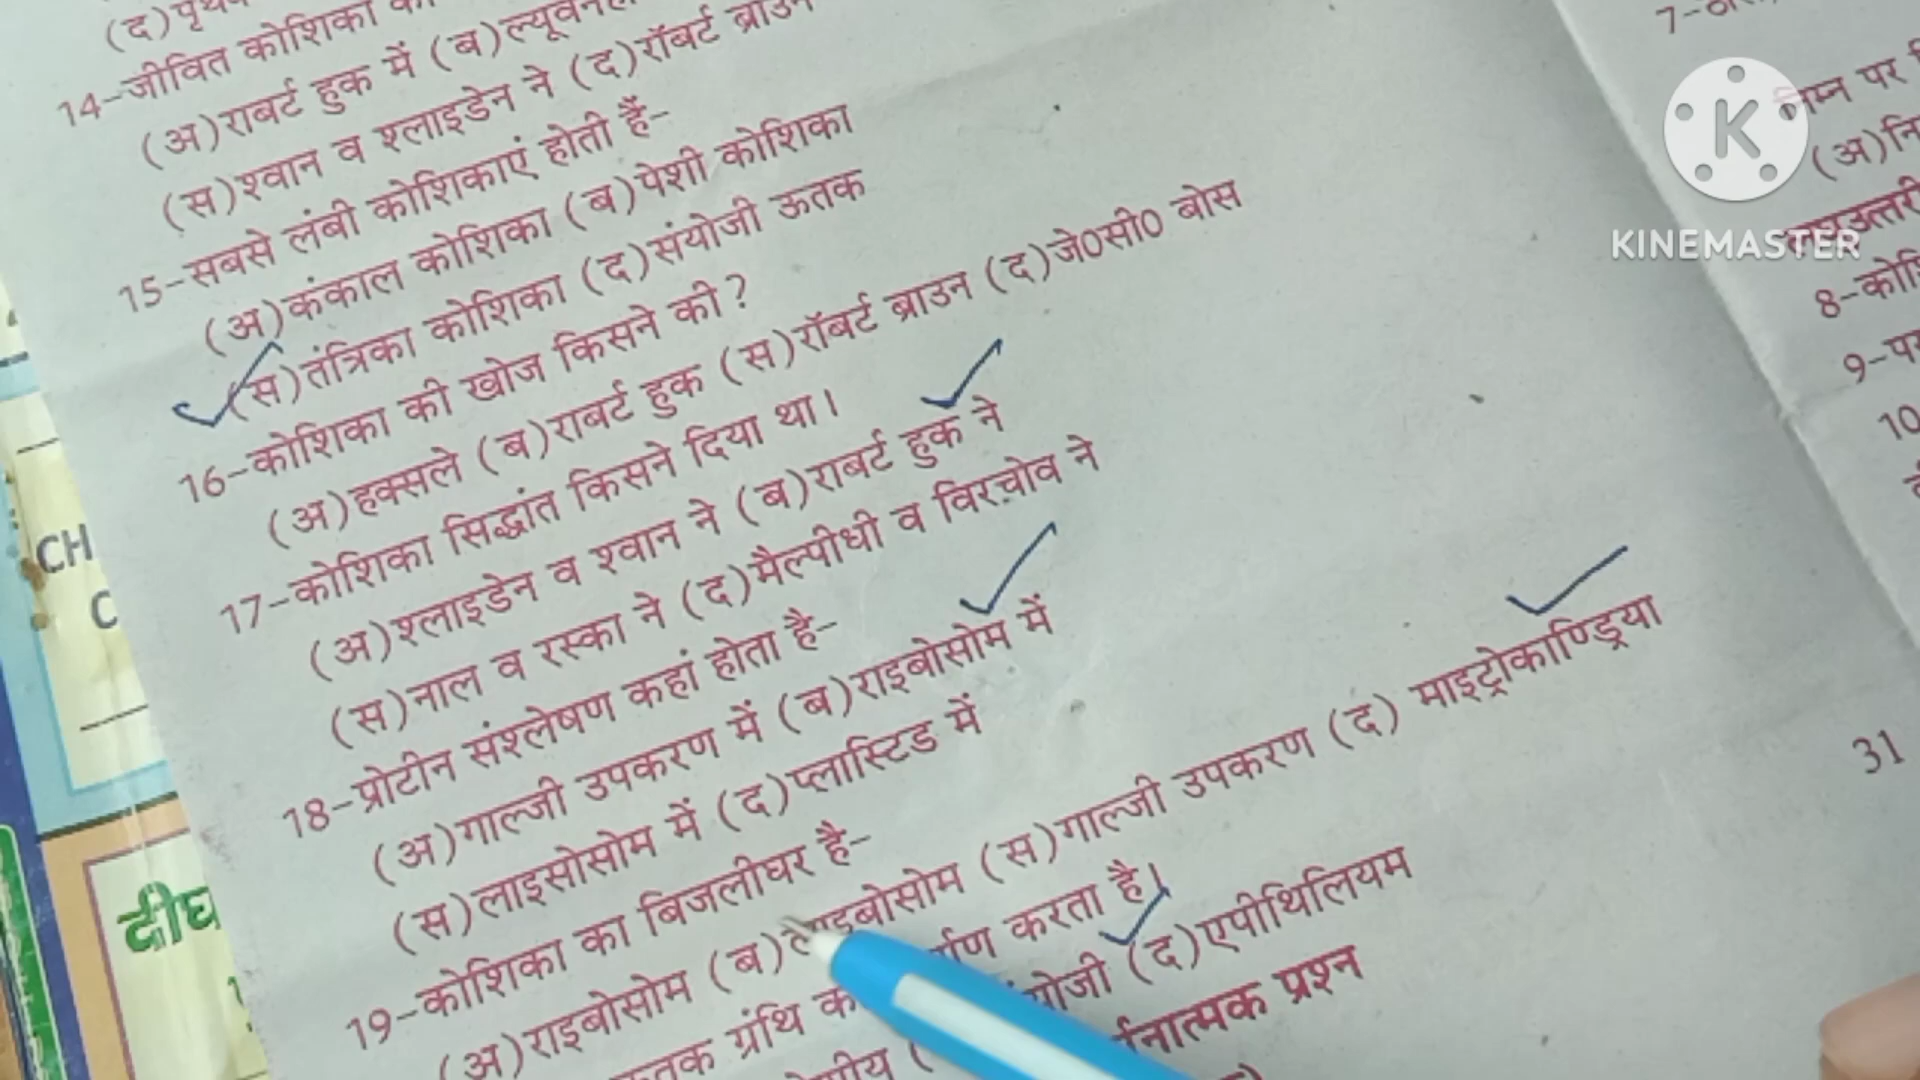 14-जीवित कोशिका
(अ)राबर्ट हुक में (ब)
(स)श्वान व श्लाइडेन ने (द)रॉबर्ट ब्राउन
15-सबसे लंबी कोशिकाएं होती हैं-
(अ)कंकाल कोशिका (ब)पेशी कोशिका
(स)तंत्रिका कोशिका (द)संयोजी ऊतक
16-कोशिका की खोज किसने की?
(अ)हक्सले (ब)राबर्ट हुक (स)रॉबर्ट ब्राउन (द)जे0सी0 बोस
17-कोशिका सिद्धांत किसने दिया था।
(अ)श्लाइडेन व श्वान ने (ब)राबर्ट हुक ने
(स)नाल व रस्का ने (द)मैल्पीधी व विरचोव ने
18-प्रोटीन संश्लेषण कहां होता है-
(अ)गाल्जी उपकरण में (ब)राइबोसोम में
(स)लाइसोसोम में (द)प्लास्टिड में
19-कोशिका का बिजलीघर है-
(अ)राइबोसोम (ब) (स)गाल्जी उपकरण (द) माइट्रोकाण्ड्रिया
ग्रंथि करता है।
(द)एपीथिलियम
प्रश्न
31
निम्न पर
(अ)
8-
9-
10
CH
C
KINEMASTER